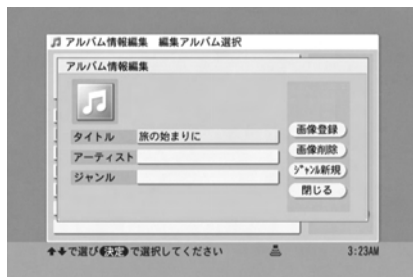 アルバム情報編集　編集アルバム選択
アルバム情報編集
タイトル　旅の始まりに
アーティスト
ジャンル
画像登録
画像削除
ｼﾞｬﾝﾙ新規
閉じる
で選び決定で選択してください　3:23AM